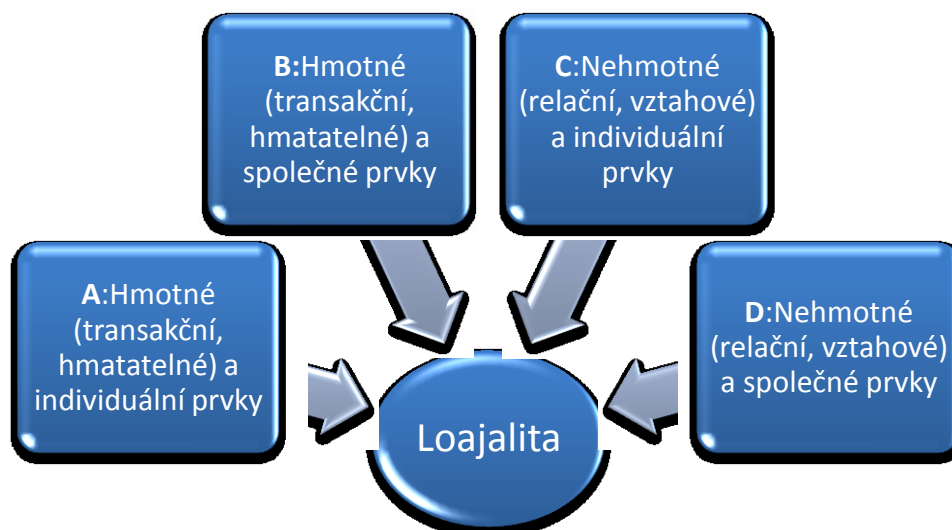 A:Hmotné
(transakční,
hmatatelné) a
individuální prvky
B:Hmotné
(transakční,
hmatatelné) a
společné prvky
C:Nehmotné
(relační, vztahové)
a individuální
prvky
D:Nehmotné
(relační, vztahové)
a společné prvky
Loajalita